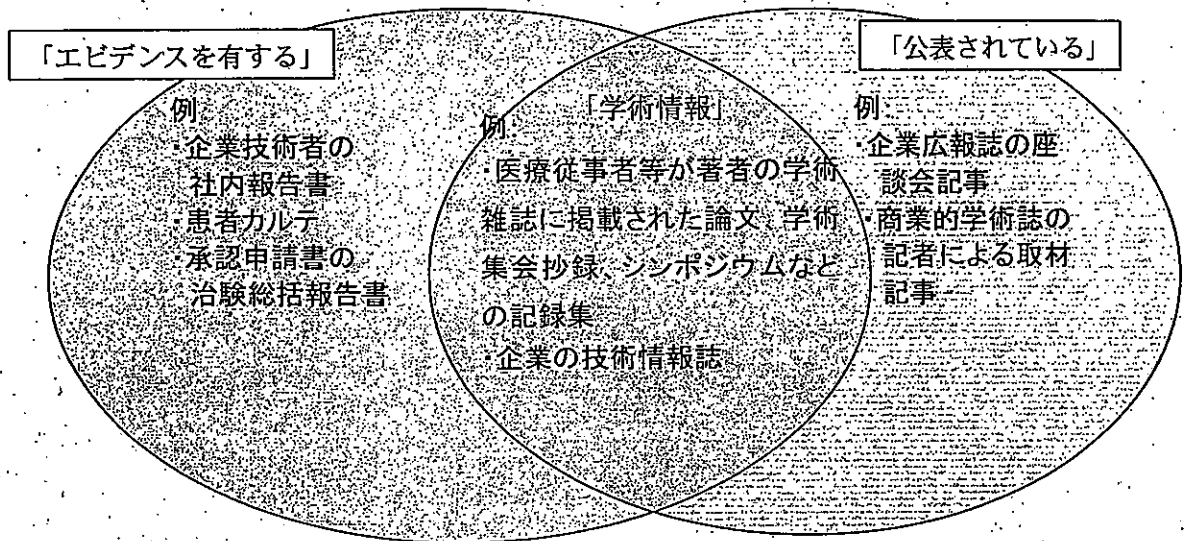 「エビデンスを有する」
例:
・企業技術者の
社内報告書
・患者カルテ
・承認申請書の
治験総括報告書
「学術情報」
例:
・医療従事者等が著者の学術
雑誌に掲載された論文、学術
集会抄録、シンポジウムなど
の記録集
・企業の技術情報誌
「公表されている」
例:
・企業広報誌の座
談会記事
・商業的学術誌の
記者による取材
記事